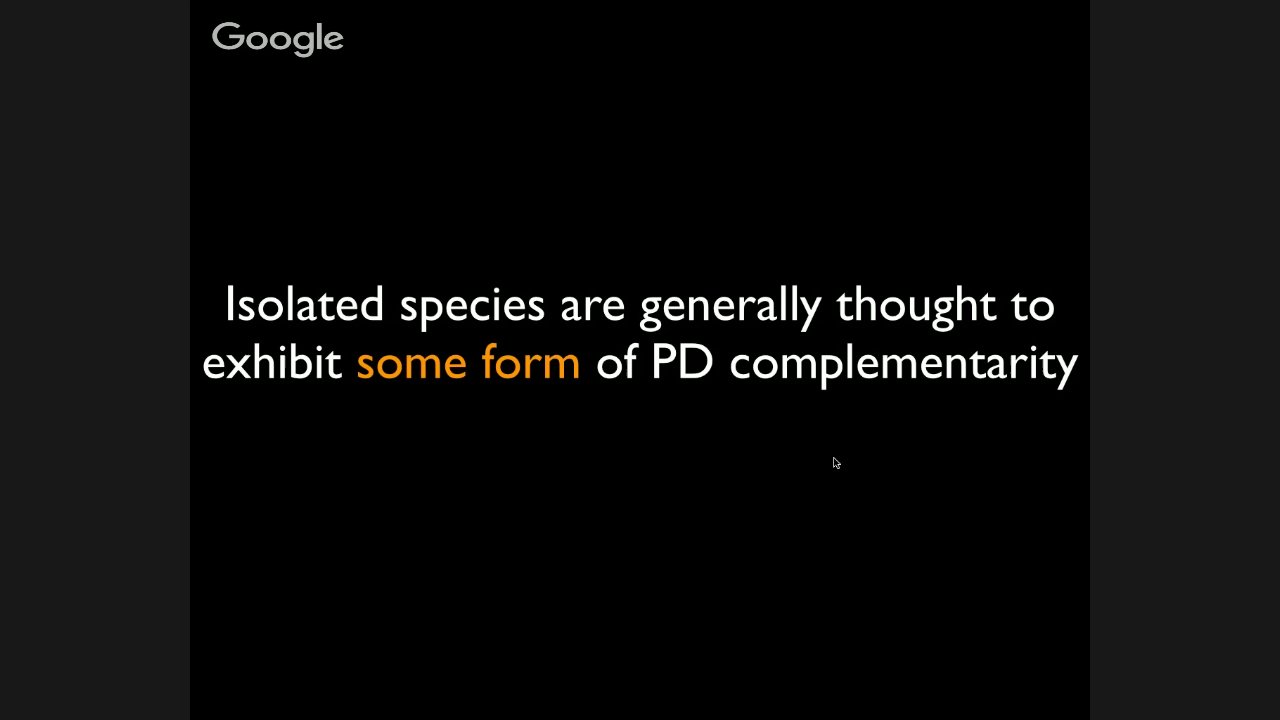 Google
Isolated species are generally thought to
exhibit some form of PD complementarity